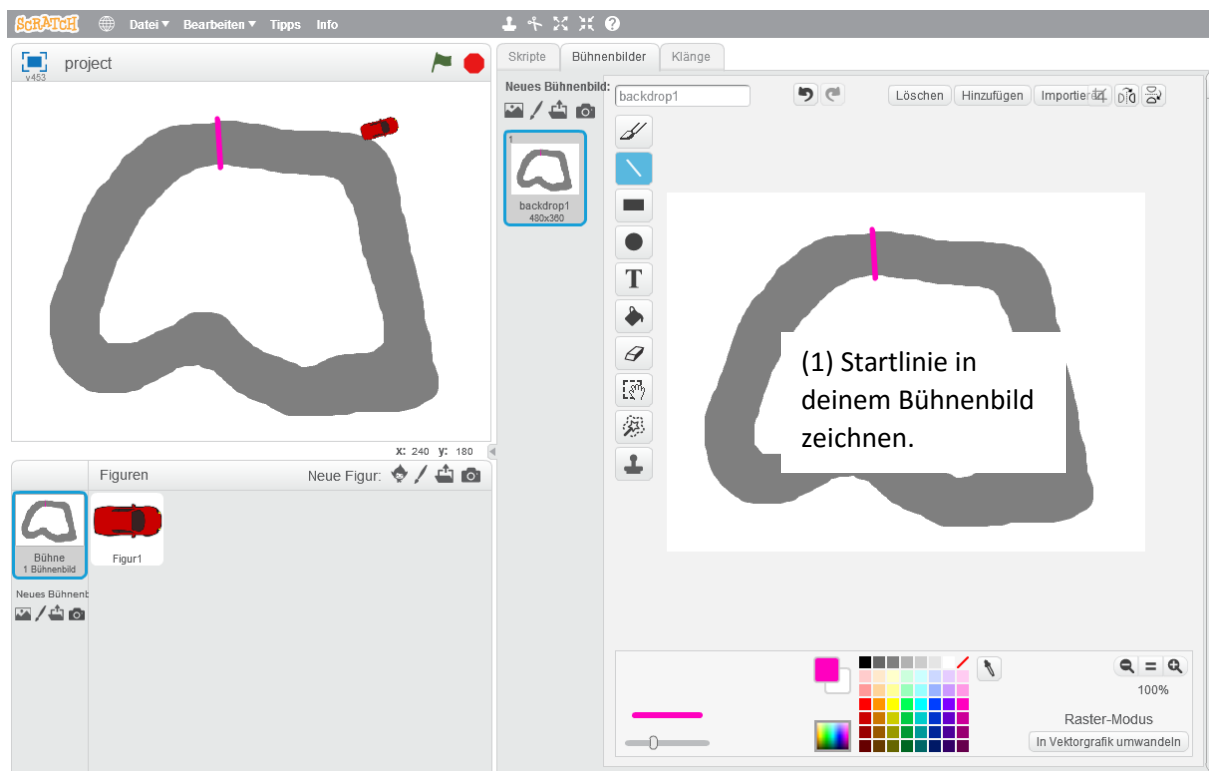 SCRATCH Datei Bearbeiten Tipps Info
v453 project
Skripte Bühnenbilder Klänge
Neues Bühnenbild:
backdrop1
Löschen Hinzufügen Importie
1
backdrop1
480x360
T
(1) Startlinie in
deinem Bühnenbild
zeichnen.
x: 240 y: 180
Figuren Neue Figur:
Bühne
1 Bühnenbild
Figur1
Neues Bühnenb
100%
Raster-Modus
In Vektorgrafik umwandeln